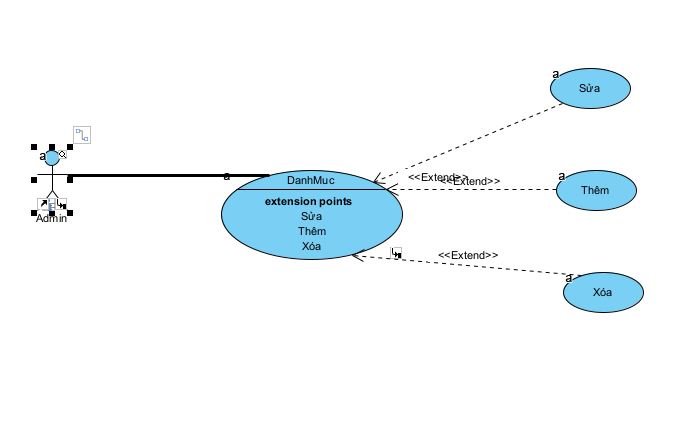 a
Sửa
a
Admin
a
DanhMuc
extension points
Sửa
Thêm
Xóa
<<Extend>>
<<Extend>>
a
Thêm
<<Extend>>
a
Xóa